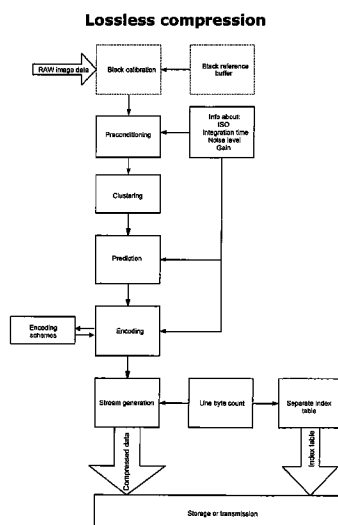 Lossless compression
RAW image data
Black calibration
Black reference
buffer
Preconditioning
Info about:
ISO
Integration time
Noise level
Gain
Clustering
Prediction
Encoding
schemes
Encoding
Stream generation
Line byte count
Separate index
table
Compressed data
Index table
Storage or transmission